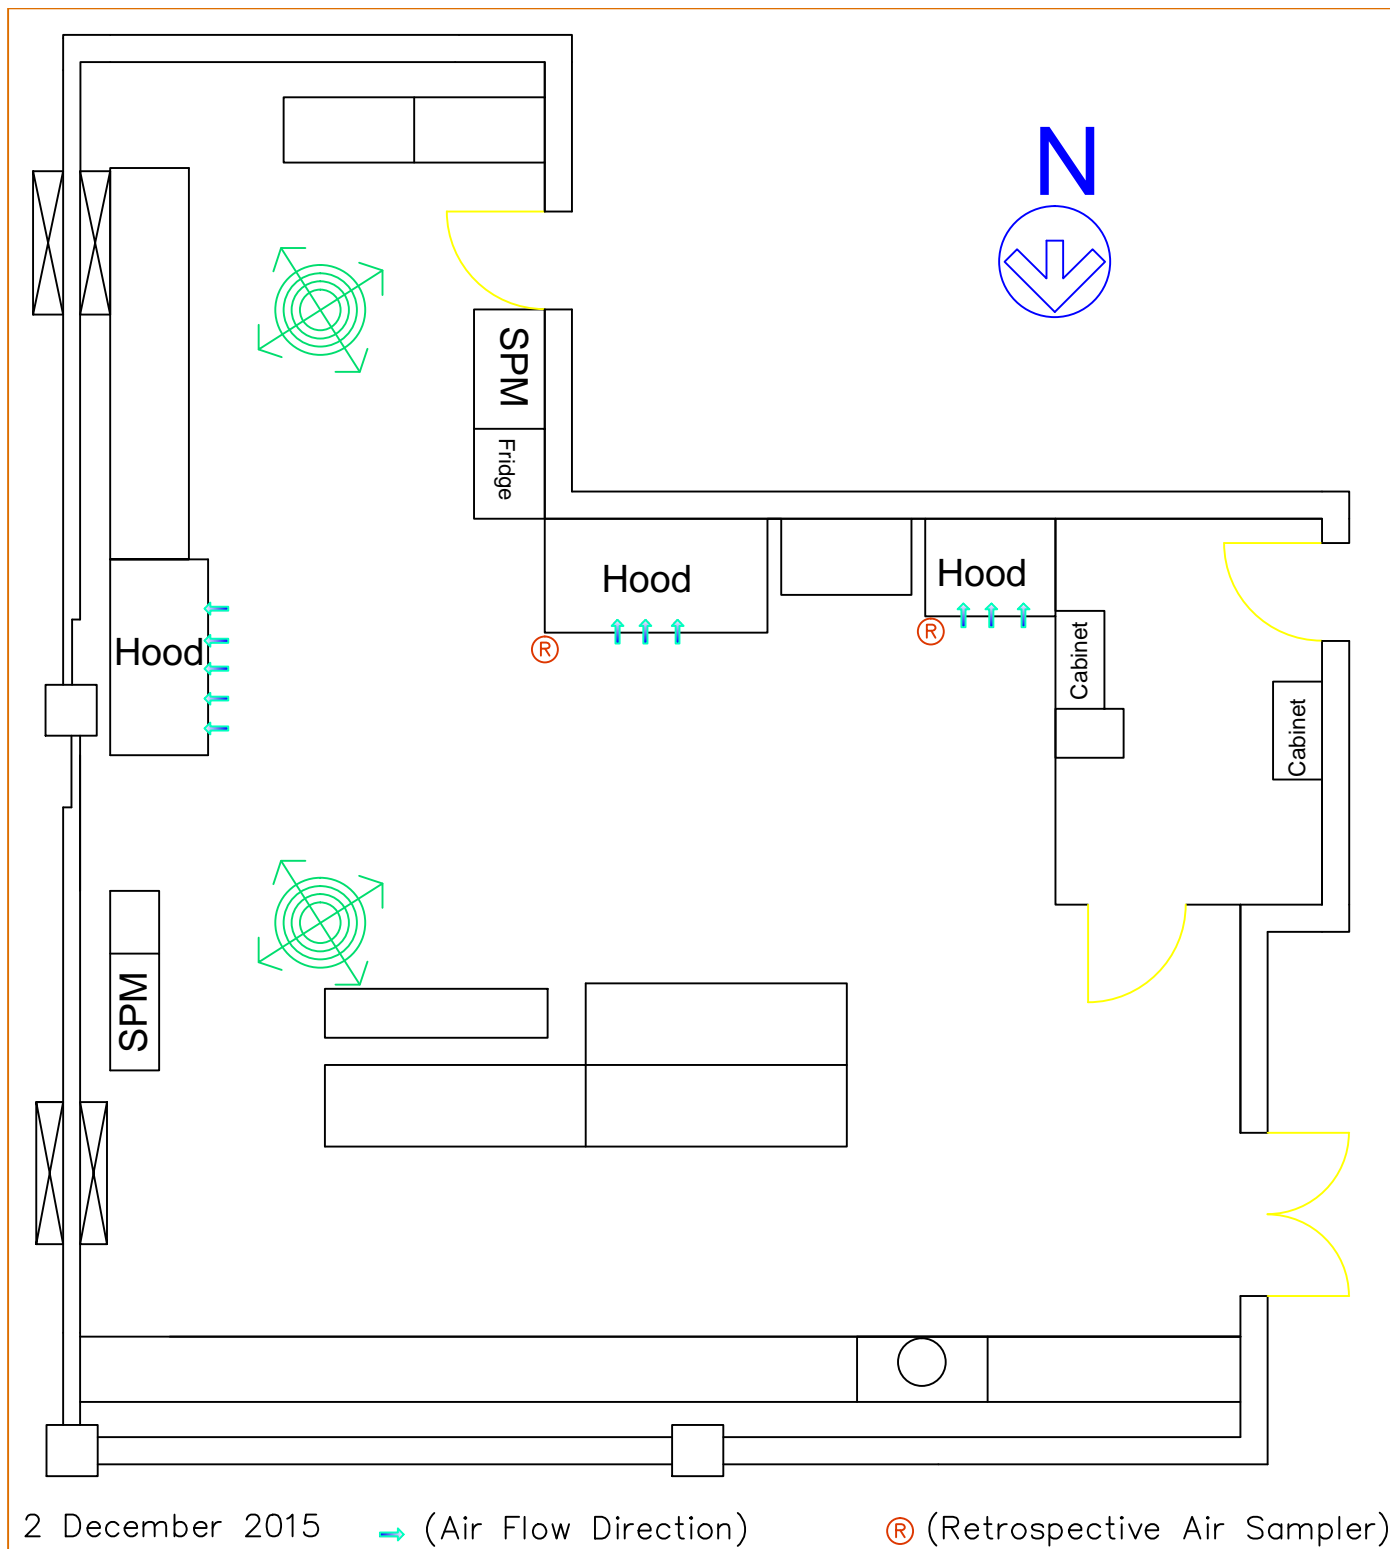 N
SPM
Fridge
Hood
Hood
Hood
Cabinet
Cabinet
®
®
SPM
2 December 2015
(Air Flow Direction)
® (Retrospective Air Sampler)